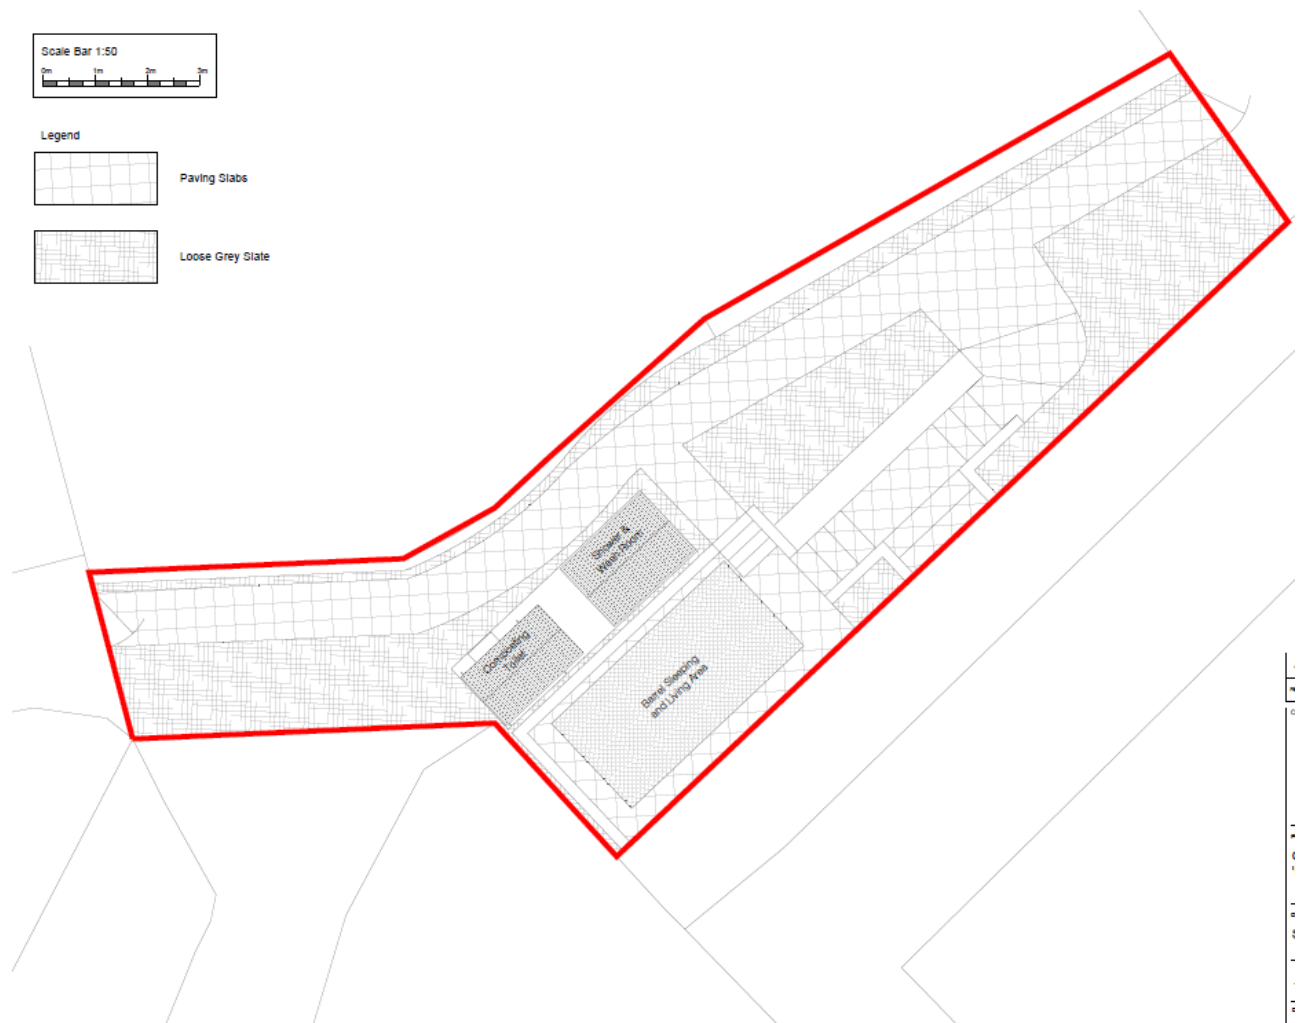 Scale Bar 1:50
0m 1m 2m 3m
Legend
Paving Slabs
Loose Grey Slate
Shower &
Wash Room
Composting
Toilet
Barrel Sleeping
and Living Area